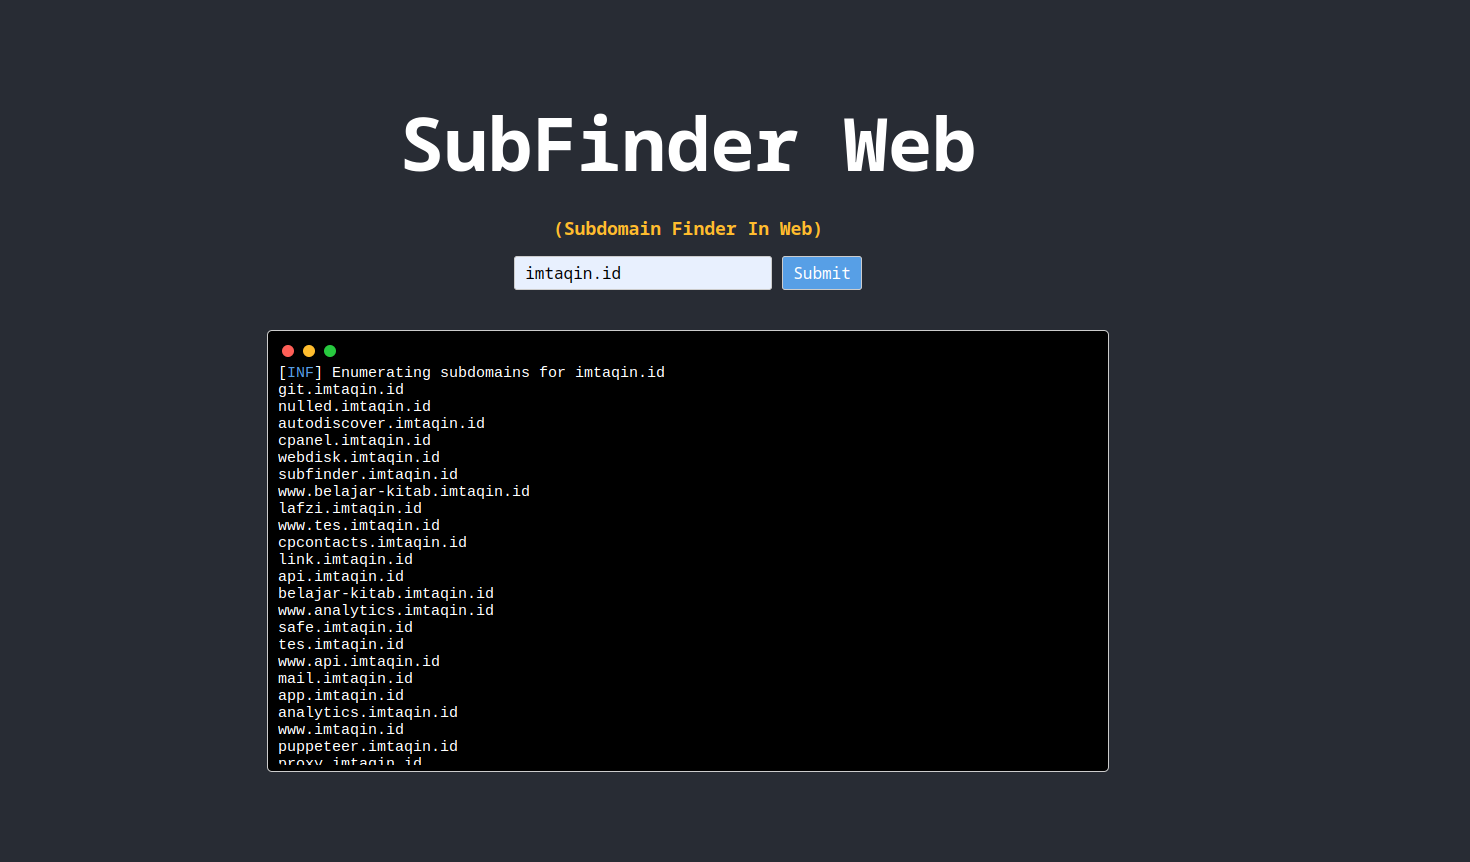 SubFinder Web
(Subdomain Finder In Web)
imtaqin.id Submit
[INF] Enumerating subdomains for imtaqin.id
git.imtaqin.id
nulled.imtaqin.id
autodiscover.imtaqin.id
cpanel.imtaqin.id
webdisk.imtaqin.id
subfinder.imtaqin.id
www.belajar-kitab.imtaqin.id
lafzi.imtaqin.id
www.tes.imtaqin.id
cpcontacts.imtaqin.id
link.imtaqin.id
api.imtaqin.id
belajar-kitab.imtaqin.id
www.analytics.imtaqin.id
safe.imtaqin.id
tes.imtaqin.id
www.api.imtaqin.id
mail.imtaqin.id
app.imtaqin.id
analytics.imtaqin.id
www.imtaqin.id
puppeteer.imtaqin.id
proxy.imtaqin.id